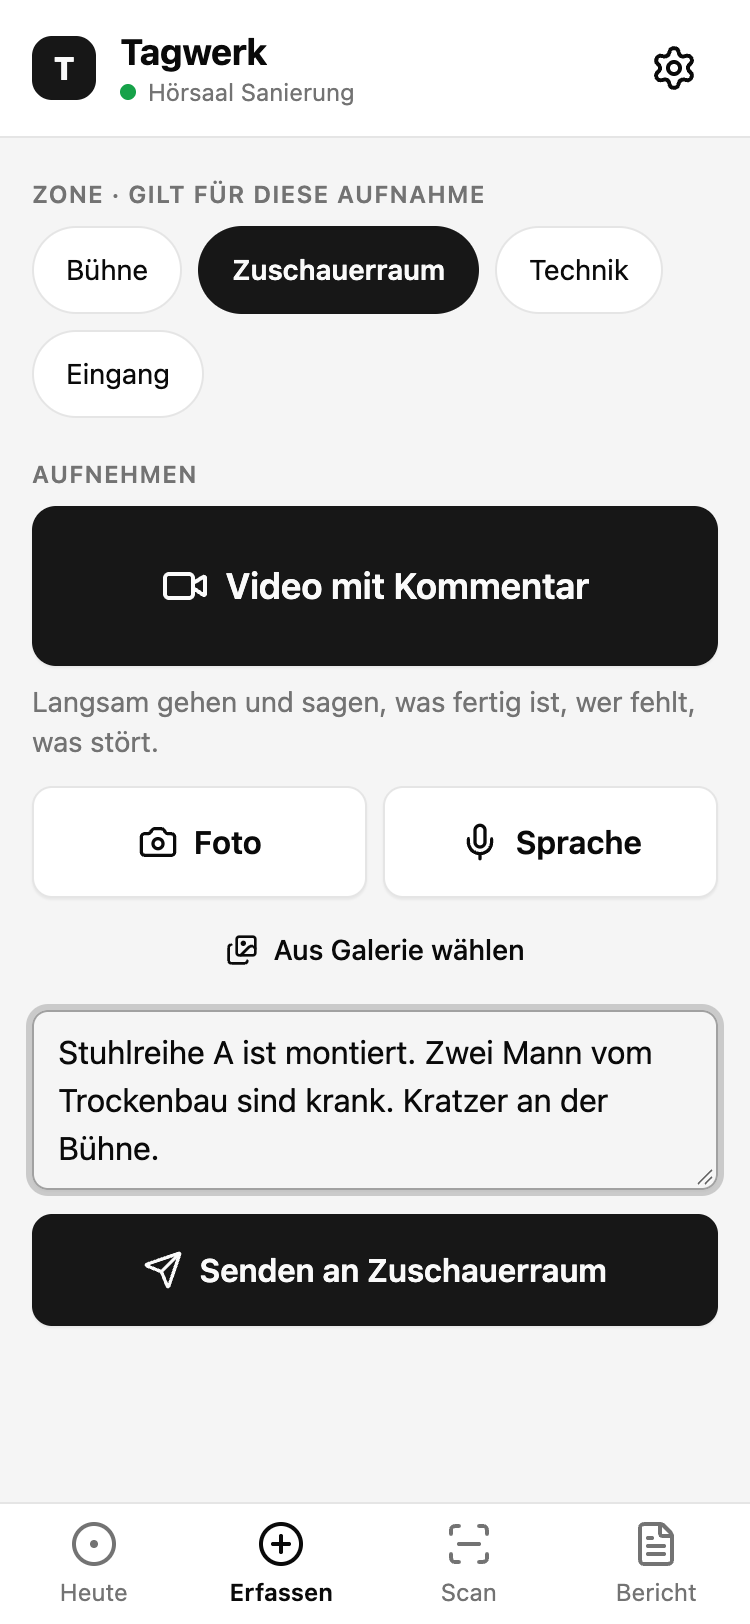 T
Tagwerk
Hörsaal Sanierung
ZONE · GILT FÜR DIESE AUFNAHME
Bühne
Zuschauerraum
Technik
Eingang
AUFNEHMEN
Video mit Kommentar
Langsam gehen und sagen, was fertig ist, wer fehlt,
was stört.
Foto
Sprache
Aus Galerie wählen
Stuhlreihe A ist montiert. Zwei Mann vom
Trockenbau sind krank. Kratzer an der
Bühne.
Senden an Zuschauerraum
Heute
Erfassen
Scan
Bericht